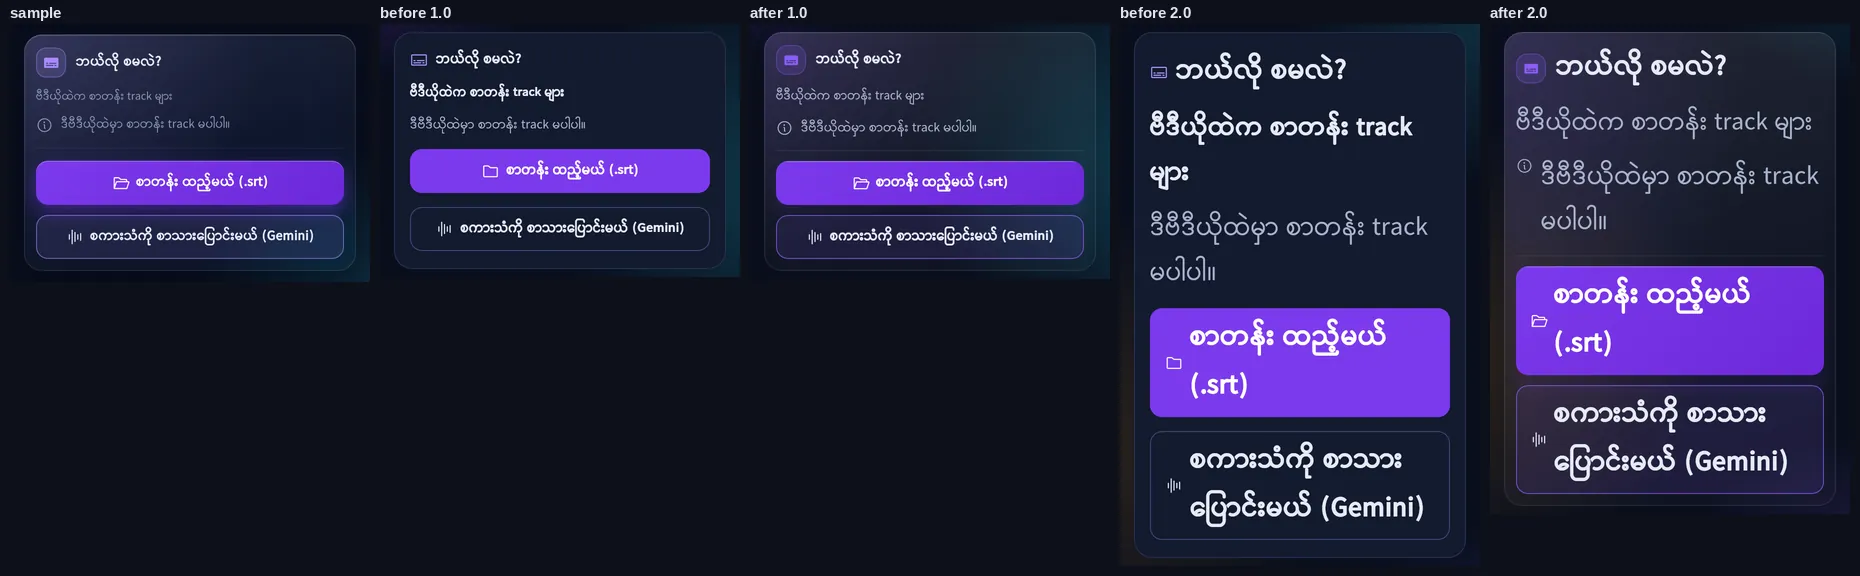 sample
ဘယ်လို စမလဲ?
ဗီဒီယိုထဲက စာတန်း track များ
ဒီဗီဒီယိုထဲမှာ စာတန်း track မပါပါ။
စာတန်း ထည့်မယ် (.srt)
စကားသံကို စာသားပြောင်းမယ် (Gemini)
before 1.0
ဘယ်လို စမလဲ?
ဗီဒီယိုထဲက စာတန်း track များ
ဒီဗီဒီယိုထဲမှာ စာတန်း track မပါပါ။
စာတန်း ထည့်မယ် (.srt)
စကားသံကို စာသားပြောင်းမယ် (Gemini)
after 1.0
ဘယ်လို စမလဲ?
ဗီဒီယိုထဲက စာတန်း track များ
ဒီဗီဒီယိုထဲမှာ စာတန်း track မပါပါ။
စာတန်း ထည့်မယ် (.srt)
စကားသံကို စာသားပြောင်းမယ် (Gemini)
before 2.0
ဘယ်လို စမလဲ?
ဗီဒီယိုထဲက စာတန်း track
များ
ဒီဗီဒီယိုထဲမှာ စာတန်း track
မပါပါ။
စာတန်း ထည့်မယ်
(.srt)
စကားသံကို စာသား
ပြောင်းမယ် (Gemini)
after 2.0
ဘယ်လို စမလဲ?
ဗီဒီယိုထဲက စာတန်း track များ
ဒီဗီဒီယိုထဲမှာ စာတန်း track
မပါပါ။
စာတန်း ထည့်မယ်
(.srt)
စကားသံကို စာသား
ပြောင်းမယ် (Gemini)